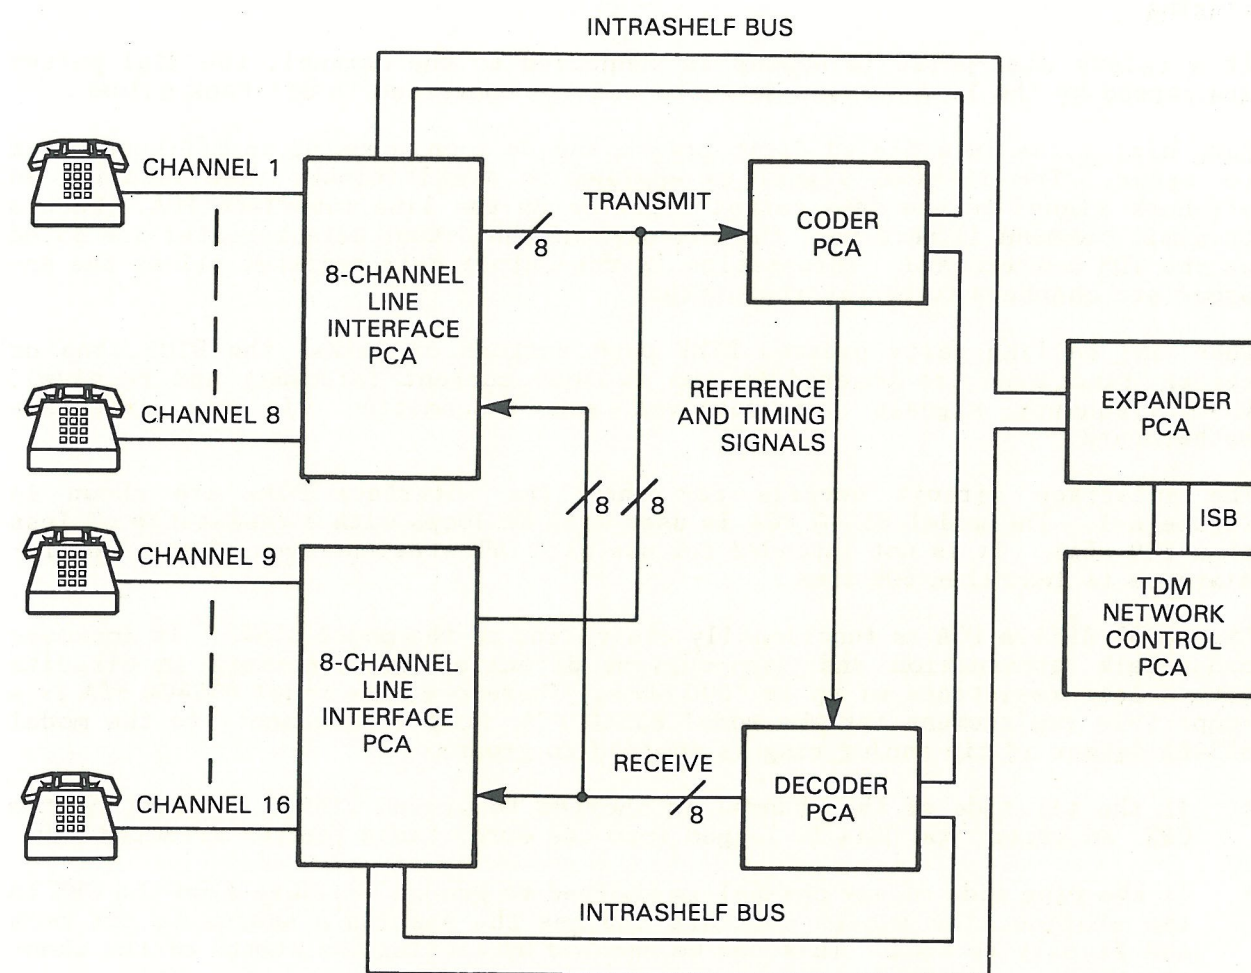 INTRASHELF BUS
CHANNEL 1
TRANSMIT
8
CODER
PCA
8-CHANNEL
LINE
INTERFACE
PCA
CHANNEL 8
REFERENCE
AND TIMING
SIGNALS
EXPANDER
PCA
8
8
ISB
CHANNEL 9
TDM
NETWORK
CONTROL
PCA
8-CHANNEL
LINE
INTERFACE
PCA
RECEIVE
8
DECODER
PCA
CHANNEL 16
INTRASHELF BUS